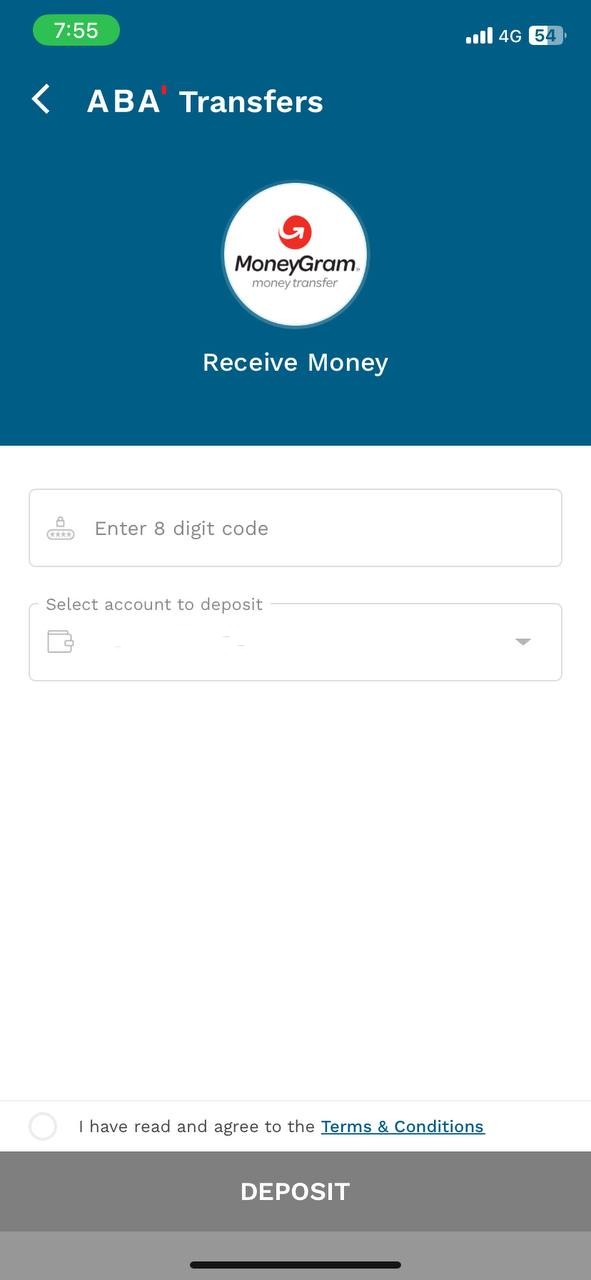 7:55
4G 54
ABA' Transfers
MoneyGram
money transfer
Receive Money
Enter 8 digit code
Select account to deposit
I have read and agree to the Terms & Conditions
DEPOSIT